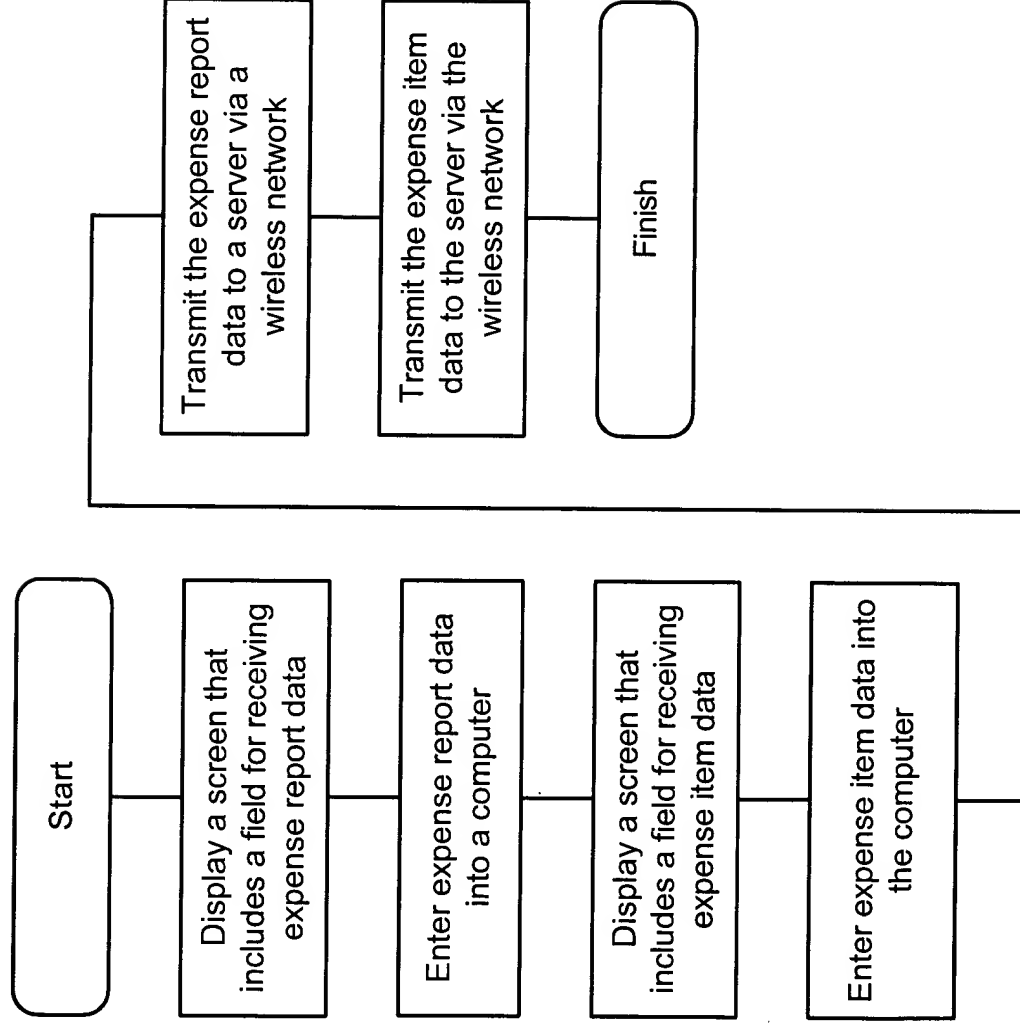 Start
Display a screen that
includes a field for receiving
expense report data
Enter expense report data
into a computer
Display a screen that
includes a field for receiving
expense item data
Enter expense item data into
the computer
Transmit the expense report
data to a server via a
wireless network
Transmit the expense item
data to the server via the
wireless network
Finish